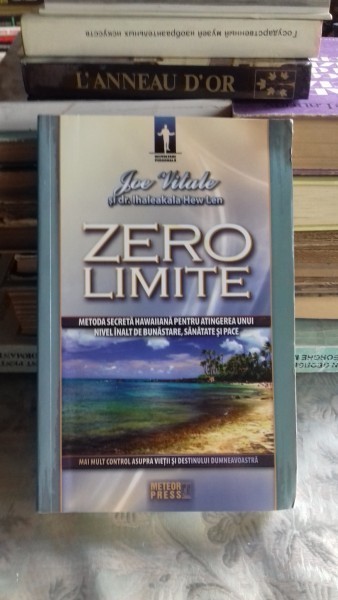 Государственный музей изобразительных искусств
L'ANNEAU D'OR
DEZVOLTARE
PERSONALĂ
Joe Vitale
și dr. Ihaleakala Hew Len
ZERO
LIMITE
METODA SECRETĂ HAWAIIANĂ PENTRU ATINGEREA UNUI
NIVEL ÎNALT DE BUNĂSTARE, SĂNĂTATE ȘI PACE
MAI MULT CONTROL ASUPRA VIEȚII ȘI DESTINULUI DUMNEAVOASTRĂ
METEOR
PRESS